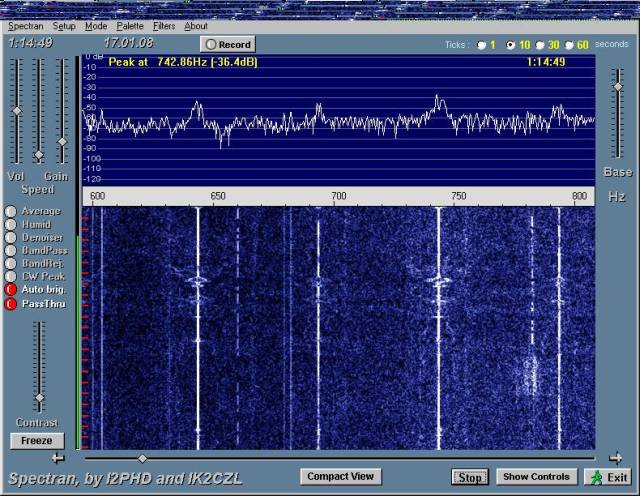 Spectran Setup Mode Palette Filters About
1:14:49 17.01.08 Record Ticks : 1 10 30 60 seconds
0 dB Peak at 742.86Hz (-36.4dB) 1:14:49
-10
-20
-30
-40
-50
-60
-70
-80
-90
-100
-110
-120
Vol Gain
Speed
Base
600 650 700 750 800 Hz
Average
Humid
Denoiser
BandPass
BandRej.
CW Peak
Auto brig.
PassThru
Contrast
Freeze
Spectran, by I2PHD and IK2CZL Compact View Stop Show Controls Exit